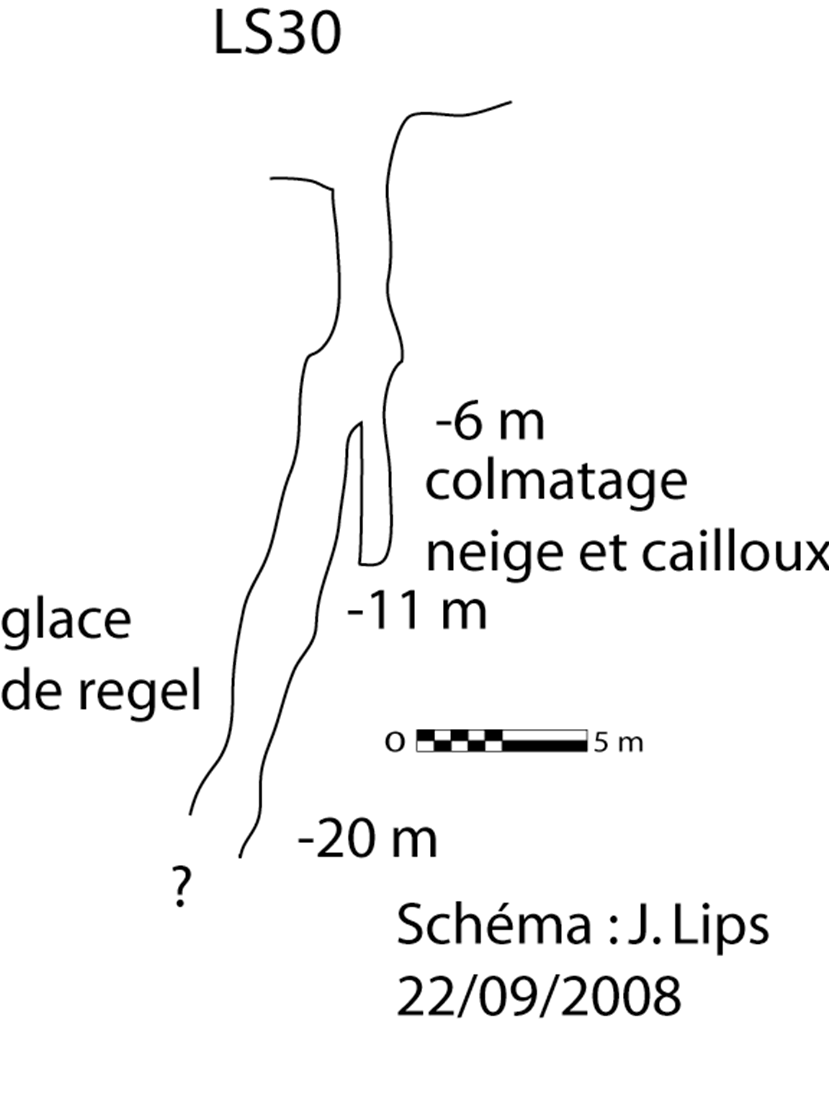 LS30
-6 m
colmatage
neige et cailloux
-11 m
glace
de regel
0 5 m
-20 m
?
Schéma : J. Lips
22/09/2008